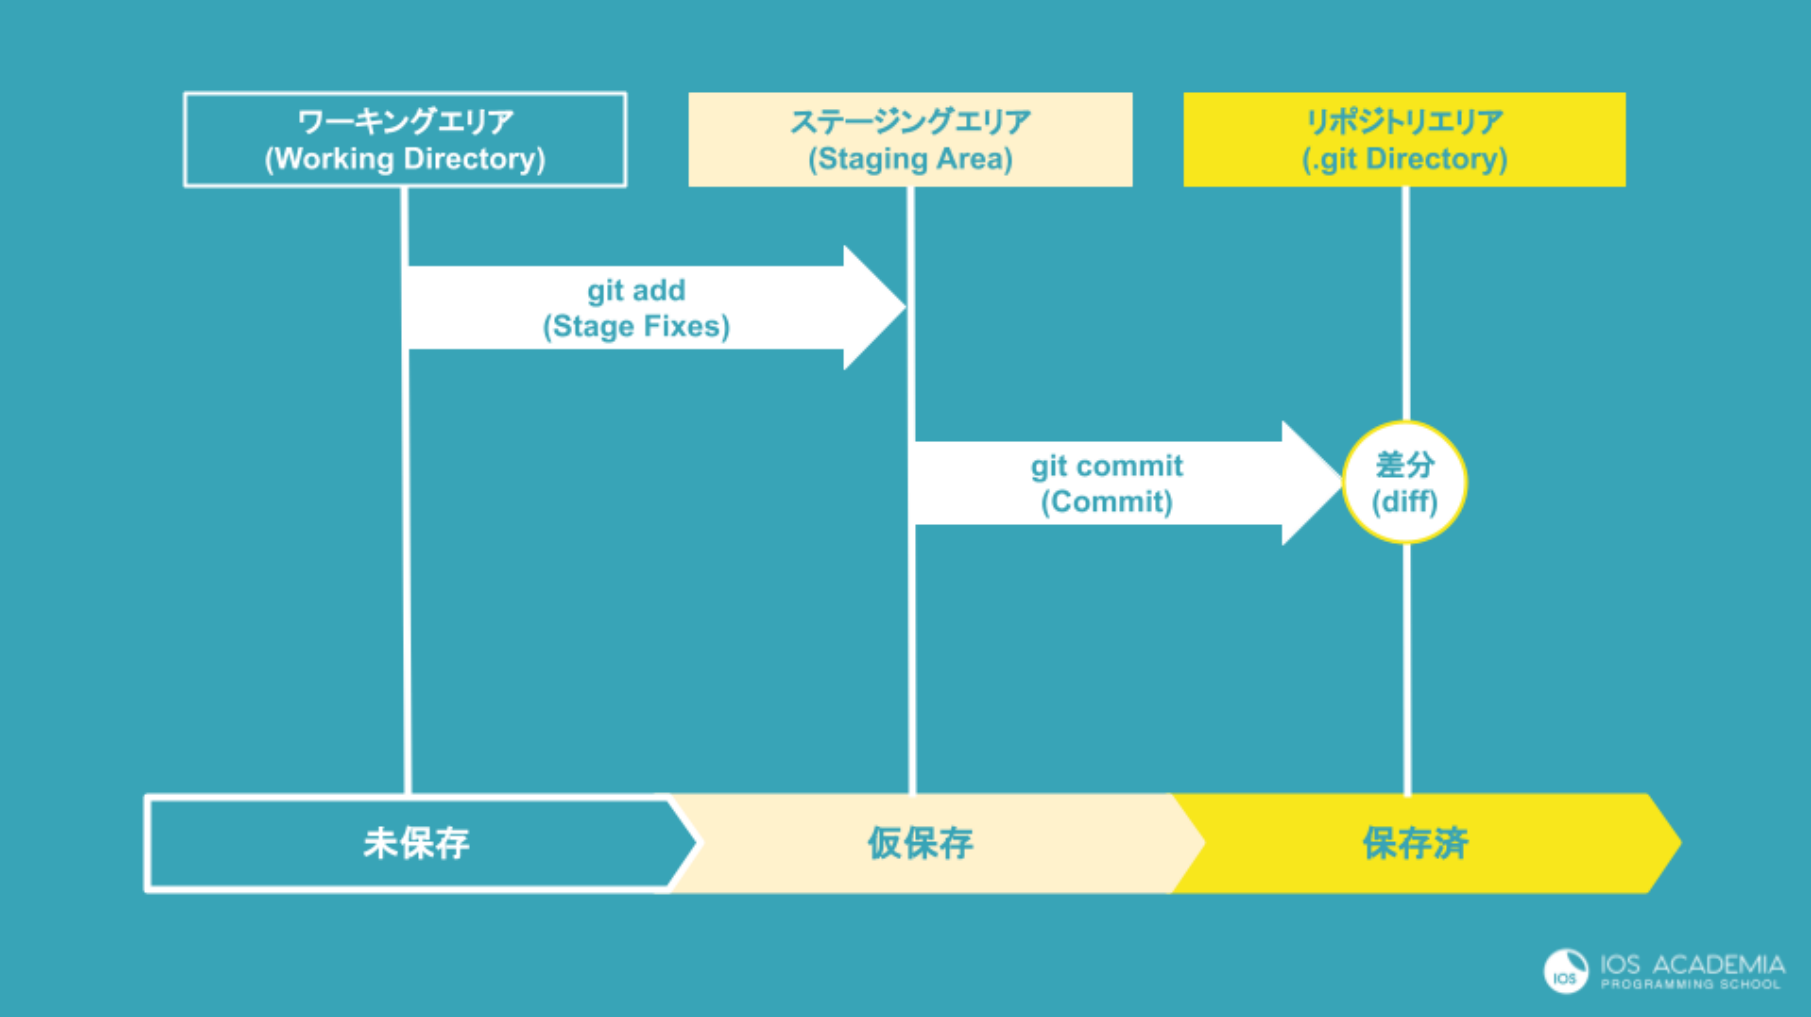 ワーキングエリア
(Working Directory)
ステージングエリア
(Staging Area)
リポジトリエリア
(.git Directory)
git add
(Stage Fixes)
git commit
(Commit)
差分
(diff)
未保存
仮保存
保存済
IOS
IOS ACADEMIA
PROGRAMMING SCHOOL